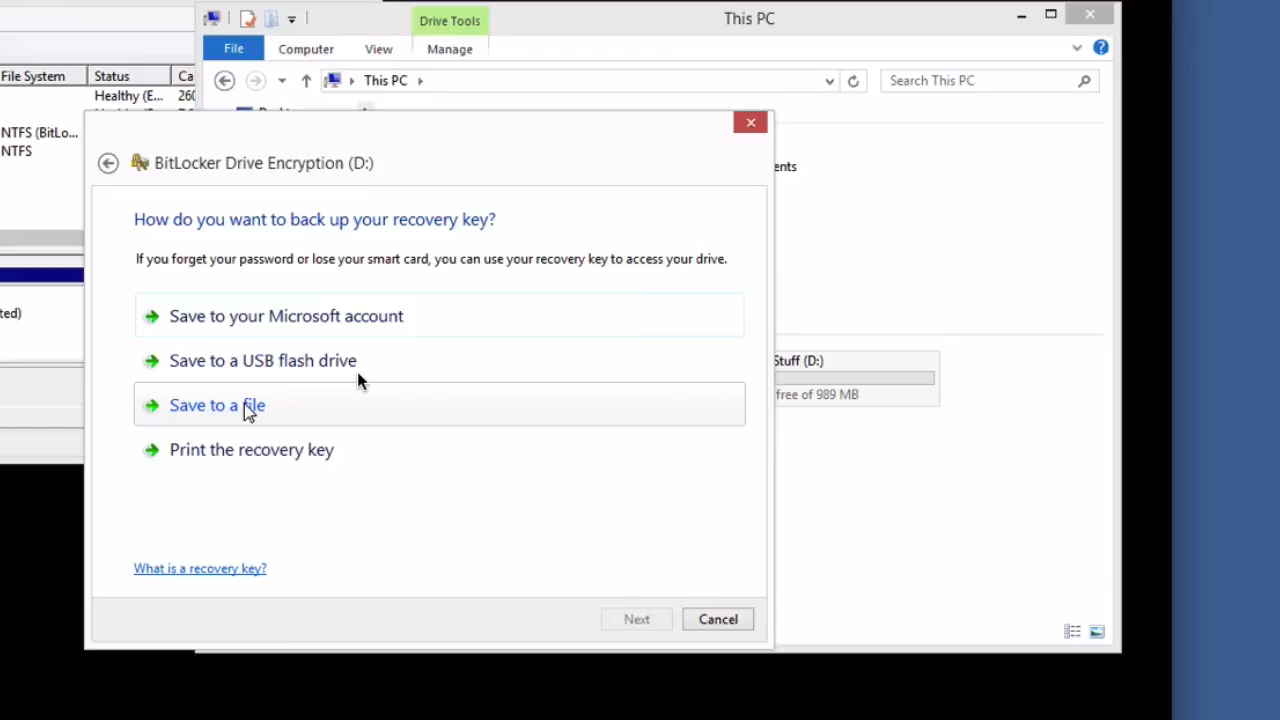 Drive Tools
This PC
File
Computer
View
Manage
This PC
Search This PC
File System
Status
Ca
Healthy (E...
260
NTFS (BitLo...
NTFS
ted)
BitLocker Drive Encryption (D:)
How do you want to back up your recovery key?
If you forget your password or lose your smart card, you can use your recovery key to access your drive.
Save to your Microsoft account
Save to a USB flash drive
Save to a file
Print the recovery key
What is a recovery key?
Next
Cancel
ents
Stuff (D:)
free of 989 MB